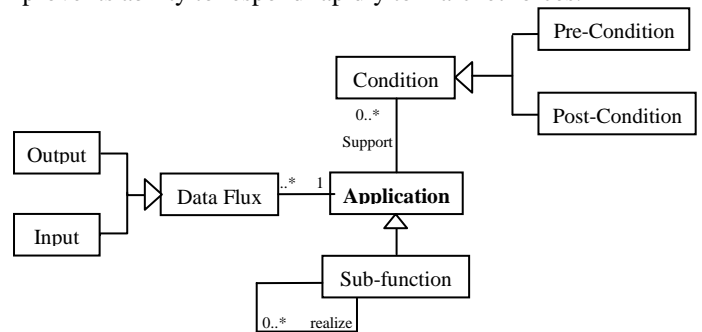 Pre-Condition
Condition
0..*
Post-Condition
Support
Output
Data Flux
..*
1
Application
Input
Sub-function
0..*
realize